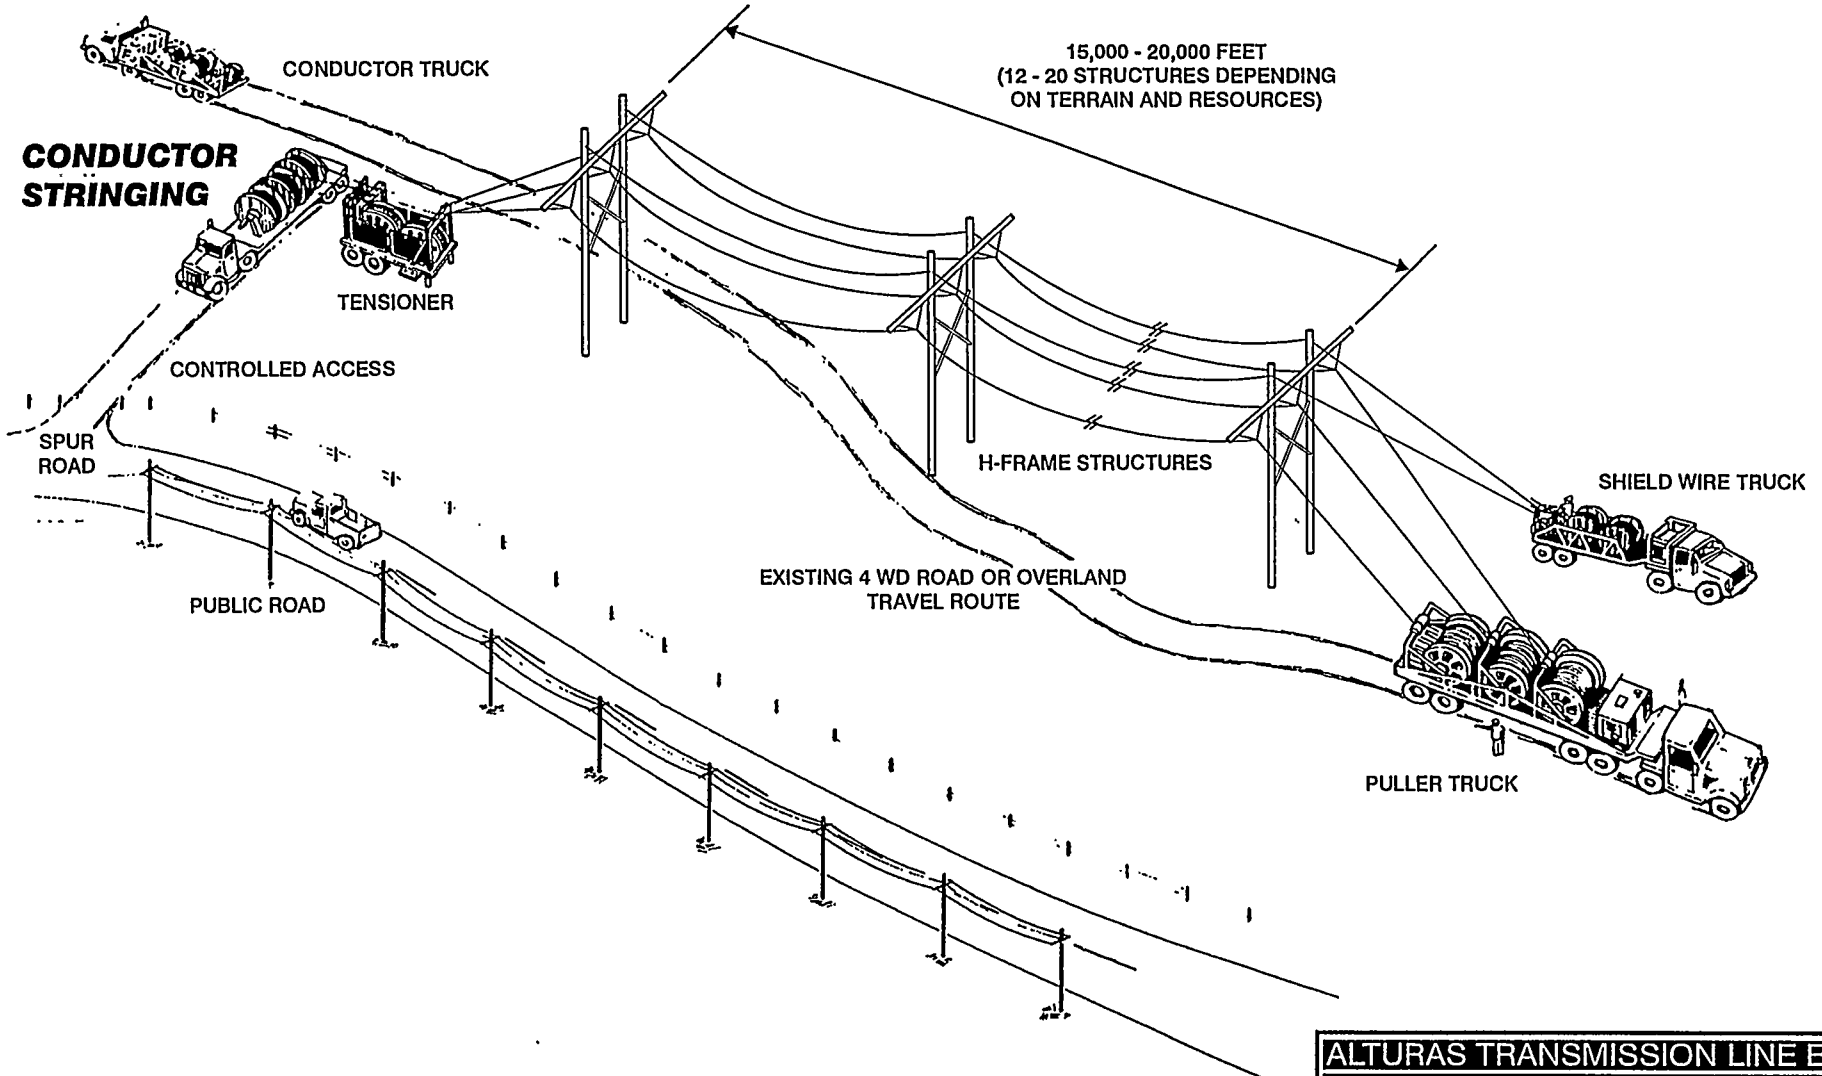 CONDUCTOR TRUCK
15,000 - 20,000 FEET
(12 - 20 STRUCTURES DEPENDING
ON TERRAIN AND RESOURCES)
CONDUCTOR
STRINGING
TENSIONER
CONTROLLED ACCESS
SPUR
ROAD
H-FRAME STRUCTURES
SHIELD WIRE TRUCK
EXISTING 4 WD ROAD OR OVERLAND
TRAVEL ROUTE
PUBLIC ROAD
PULLER TRUCK
ALTURAS TRANSMISSION LINE E